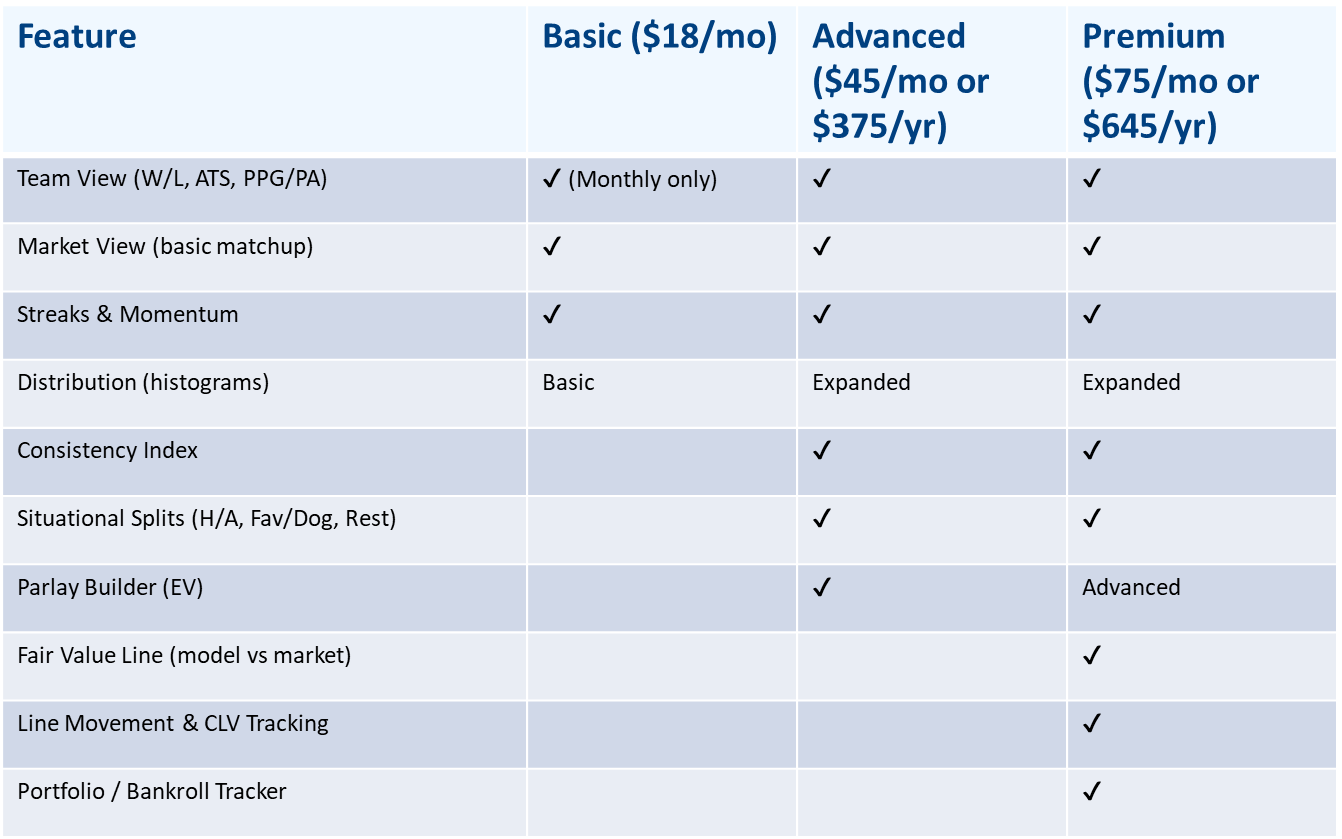 Feature Basic ($18/mo) Advanced
($45/mo or
$375/yr) Premium
($75/mo or
$645/yr)
Team View (W/L, ATS, PPG/PA) ✓ (Monthly only) ✓ ✓
Market View (basic matchup) ✓ ✓ ✓
Streaks & Momentum ✓ ✓ ✓
Distribution (histograms) Basic Expanded Expanded
Consistency Index ✓ ✓
Situational Splits (H/A, Fav/Dog, Rest) ✓ ✓
Parlay Builder (EV) ✓ Advanced
Fair Value Line (model vs market) ✓
Line Movement & CLV Tracking ✓
Portfolio / Bankroll Tracker ✓